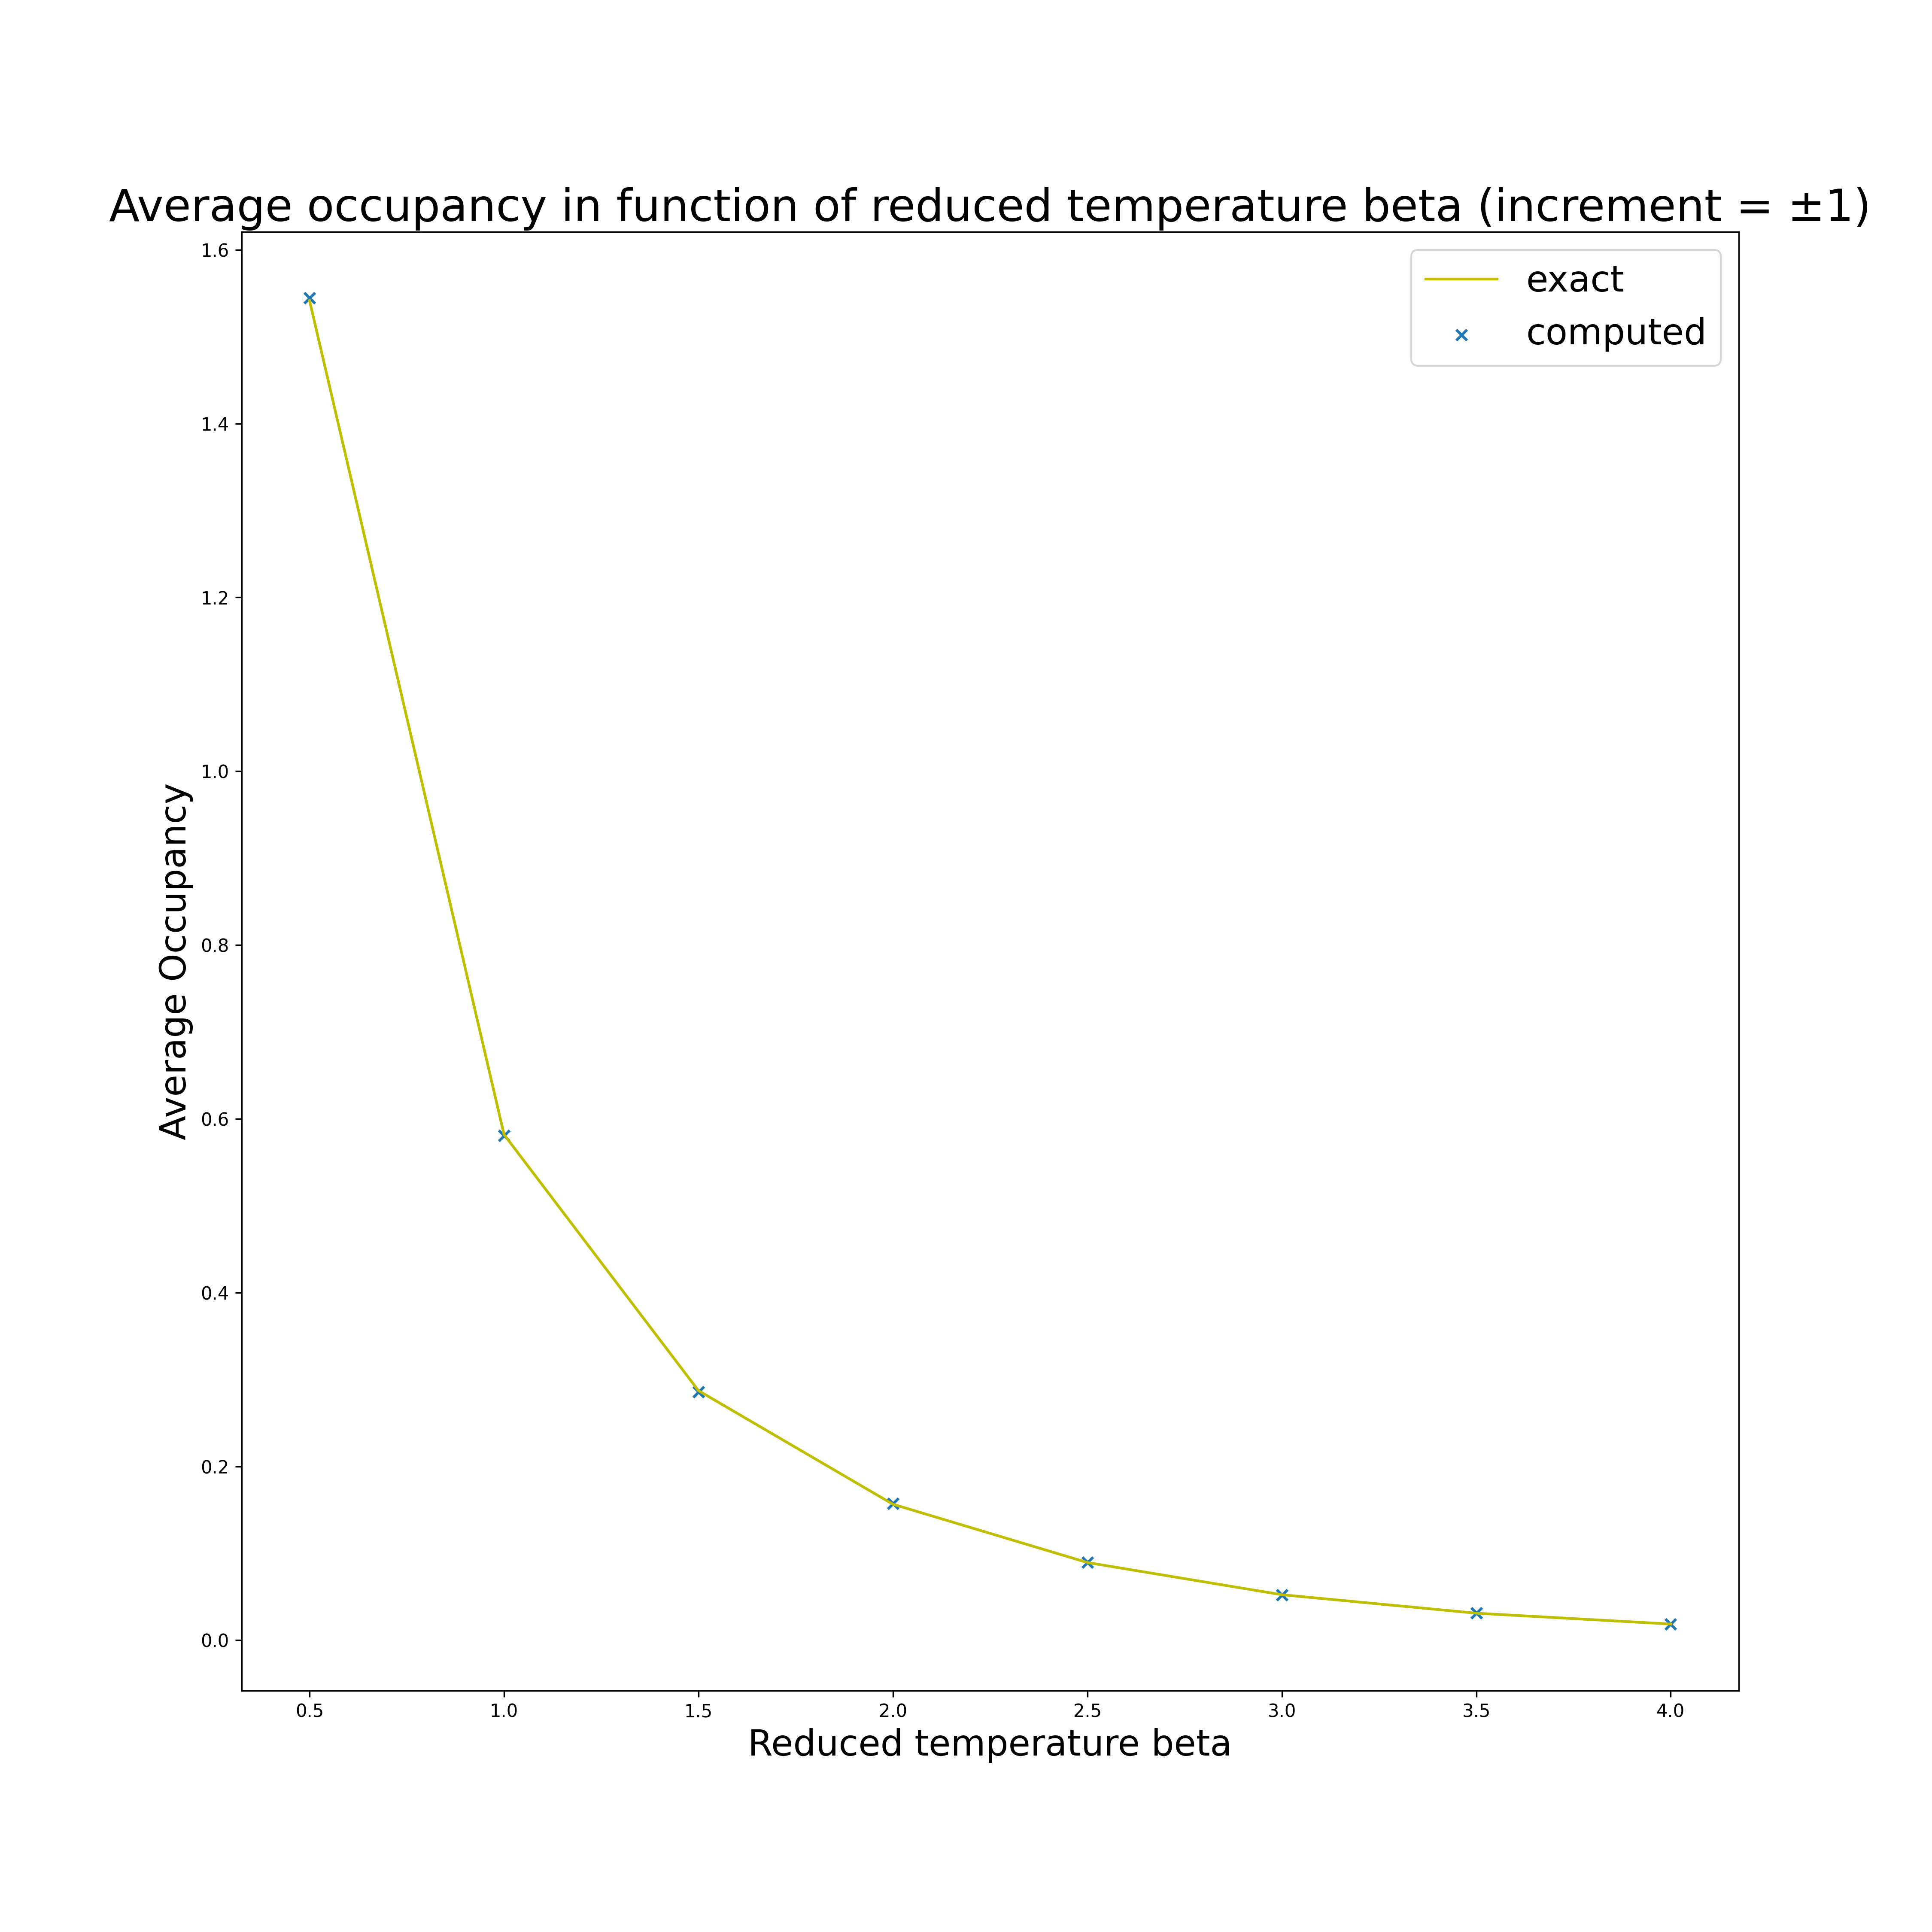 Average occupancy in function of reduced temperature beta (increment = ±1)
exact
computed
1.6
1.4
1.2
1.0
0.8
0.6
0.4
0.2
0.0
Average Occupancy
0.5 1.0 1.5 2.0 2.5 3.0 3.5 4.0
Reduced temperature beta